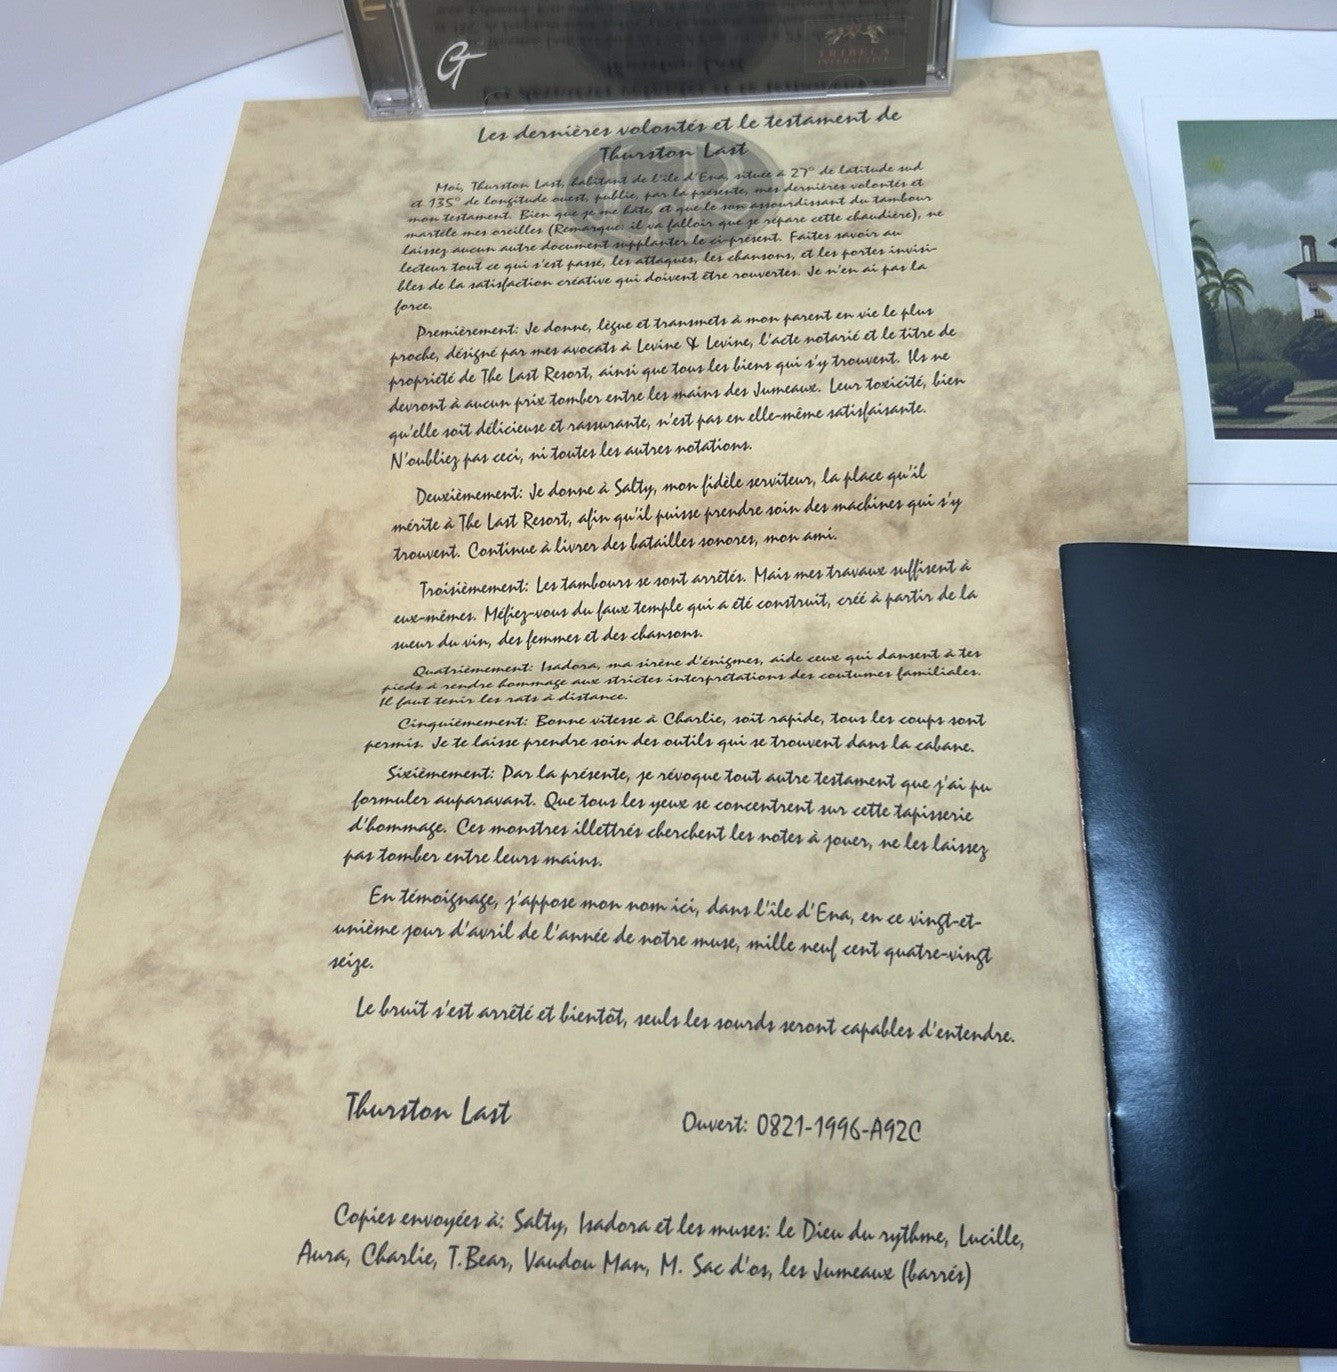 TRIBECA
INTERACTIVE
Les dernières volontés et le testament de
Thurston Last
Moi, Thurston Last, habitant de l'île d'Ena, située à 27° de latitude sud
et 135° de longitude ouest, publie, par la présente, mes dernières volontés et
mon testament. Bien que je me hâte, et que le son assourdissant du tambour
martèle mes oreilles (Remarque: il va falloir que je répare cette chaudière), ne
laissez aucun autre document supplanter le ci-présent. Faites savoir au
lecteur tout ce qui s'est passé, les attaques, les chansons, et les portes invisi-
bles de la satisfaction créative qui doivent être rouvertes. Je n'en ai pas la
force.
Premièrement: Je donne, lègue et transmets à mon parent en vie le plus
proche, désigné par mes avocats à Levine & Levine, l'acte notarié et le titre de
propriété de The Last Resort, ainsi que tous les biens qui s'y trouvent. Ils ne
devront à aucun prix tomber entre les mains des Jumeaux. Leur toxicité, bien
qu'elle soit délicieuse et rassurante, n'est pas en elle-même satisfaisante.
N'oubliez pas ceci, ni toutes les autres notations.
Deuxièmement: Je donne à Salty, mon fidèle serviteur, la place qu'il
mérite à The Last Resort, afin qu'il puisse prendre soin des machines qui s'y
trouvent. Continue à livrer des batailles sonores, mon ami.
Troisièmement: Les tambours se sont arrêtés. Mais mes travaux suffisent à
eux-mêmes. Méfiez-vous du faux temple qui a été construit, créé à partir de la
sueur du vin, des femmes et des chansons.
Quatrièmement: Isadora, ma sirène d'énigmes, aide ceux qui dansent à tes
pieds à rendre hommage aux strictes interprétations des coutumes familiales.
Il faut tenir les rats à distance.
Cinquièmement: Bonne vitesse à Charlie, soit rapide, tous les coups sont
permis. Je te laisse prendre soin des outils qui se trouvent dans la cabane.
Sixièmement: Par la présente, je révoque tout autre testament que j'ai pu
formuler auparavant. Que tous les yeux se concentrent sur cette tapisserie
d'hommage. Ces monstres illettrés cherchent les notes à jouer, ne les laissez
pas tomber entre leurs mains.
En témoignage, j'appose mon nom ici, dans l'île d'Ena, en ce vingt-et-
unième jour d'avril de l'année de notre muse, mille neuf cent quatre-vingt
seize.
Le bruit s'est arrêté et bientôt, seuls les sourds seront capables d'entendre.
Thurston Last
Ouvert: 0821-1996-A92C
Copies envoyées à: Salty, Isadora et les muses: le Dieu du rythme, Lucille,
Aura, Charlie, T.Bear, Vaudou Man, M. Sac d'os, les Jumeaux (barrés)